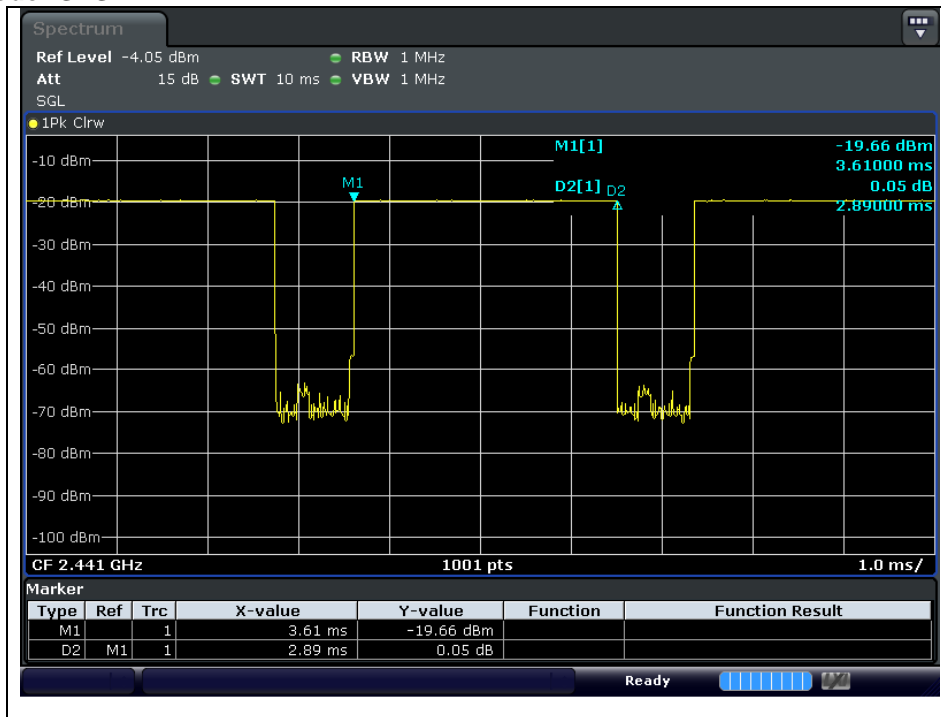 Spectrum
Ref Level -4.05 dBm RBW 1 MHz
Att 15 dB SWT 10 ms VBW 1 MHz
SGL
1Pk Clrw
M1[1] -19.66 dBm
3.61000 ms
D2[1] 0.05 dB
2.89000 ms
M1
D2
-10 dBm
-20 dBm
-30 dBm
-40 dBm
-50 dBm
-60 dBm
-70 dBm
-80 dBm
-90 dBm
-100 dBm
CF 2.441 GHz 1001 pts 1.0 ms/
Marker
Type Ref Trc X-value Y-value Function Function Result
M1 1 3.61 ms -19.66 dBm
D2 M1 1 2.89 ms 0.05 dB
Ready